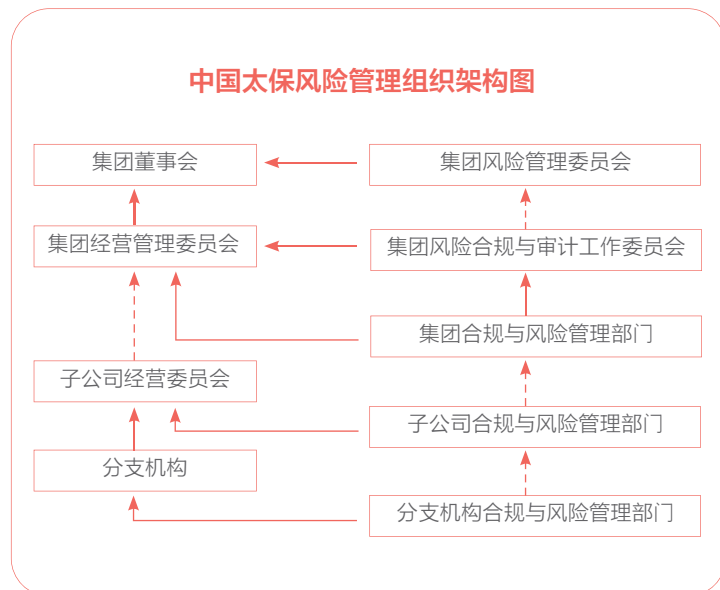 中国太保风险管理组织架构图
集团董事会
集团风险管理委员会
集团经营管理委员会
集团风险合规与审计工作委员会
集团合规与风险管理部门
子公司经营委员会
子公司合规与风险管理部门
分支机构
分支机构合规与风险管理部门